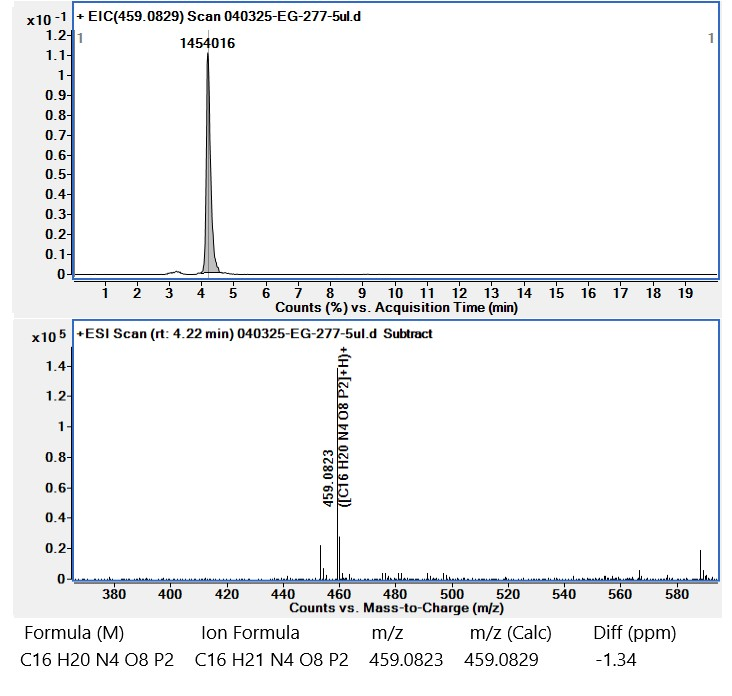 x10 -1 + EIC(459.0829) Scan 040325-EG-277-5ul.d
1.2
1 1454016 1
1.1
1
0.9
0.8
0.7
0.6
0.5
0.4
0.3
0.2
0.1
0
1 2 3 4 5 6 7 8 9 10 11 12 13 14 15 16 17 18 19
Counts (%) vs. Acquisition Time (min)
x10 5 +ESI Scan (rt: 4.22 min) 040325-EG-277-5ul.d Subtract
1.4
1.2
1
0.8
0.6
0.4
0.2
0
459.0823
([C16 H20 N4 O8 P2]+H)+
380 400 420 440 460 480 500 520 540 560 580
Counts vs. Mass-to-Charge (m/z)
Formula (M) Ion Formula m/z m/z (Calc) Diff (ppm)
C16 H20 N4 O8 P2 C16 H21 N4 O8 P2 459.0823 459.0829 -1.34